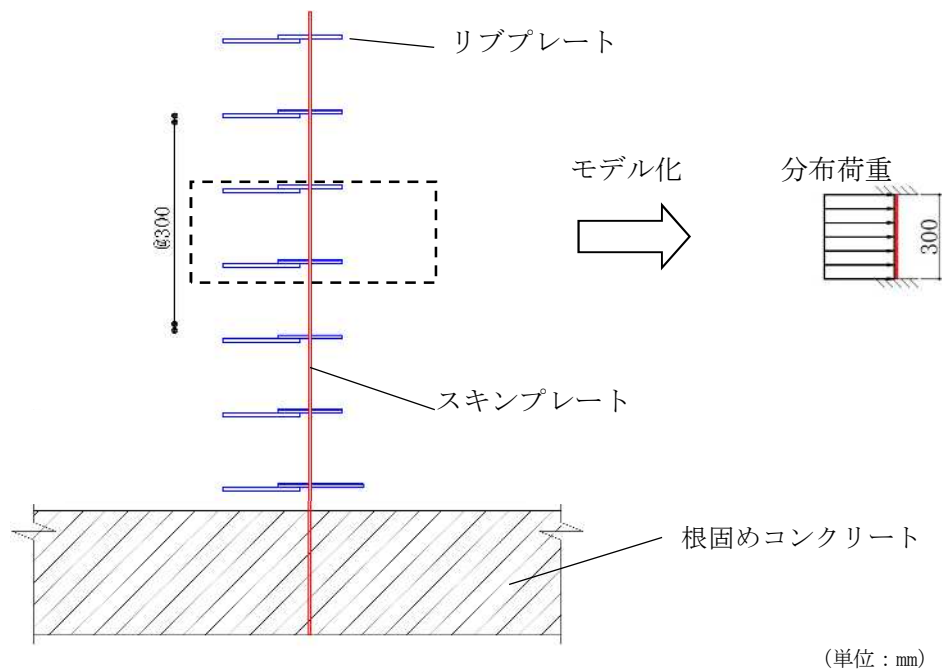 リブプレート
モデル化
分布荷重
@300
300
スキンプレート
根固めコンクリート
(単位:mm)